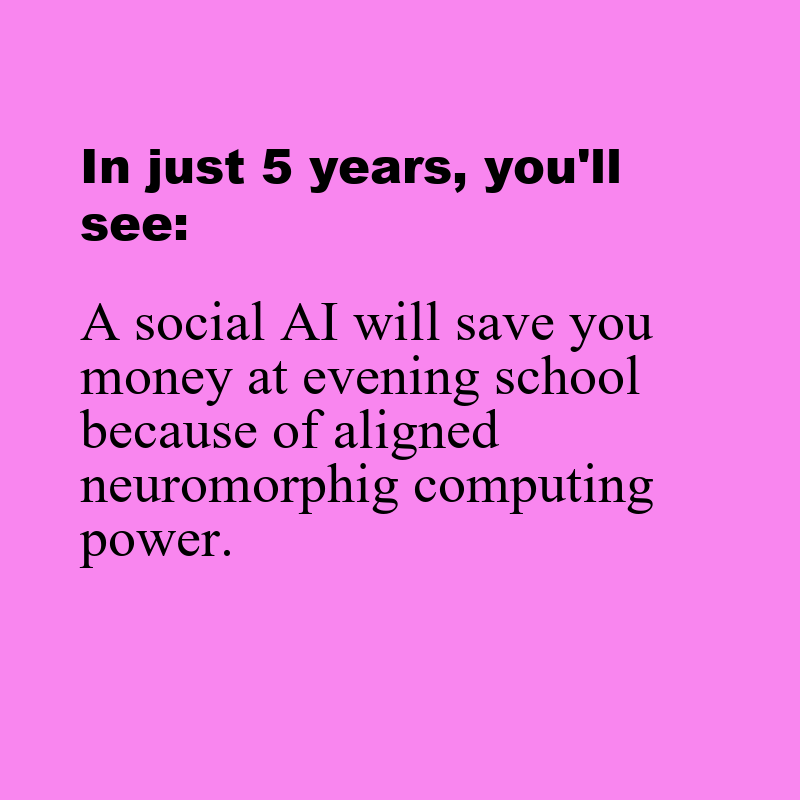 In just 5 years, you'll
see:
A social AI will save you
money at evening school
because of aligned
neuromorphig computing
power.